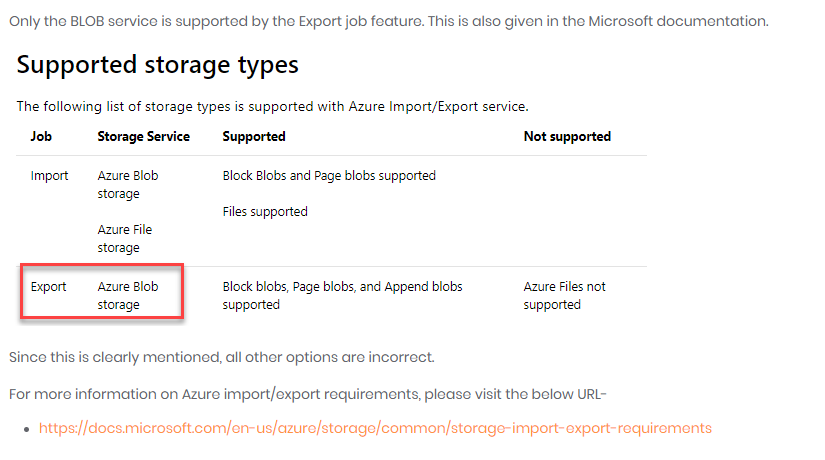 Only the BLOB service is supported by the Export job feature. This is also given in the Microsoft documentation.
Supported storage types
The following list of storage types is supported with Azure Import/Export service.
Job Storage Service Supported Not supported
Import Azure Blob storage Block Blobs and Page blobs supported
Azure File storage Files supported
Export Azure Blob storage Block blobs, Page blobs, and Append blobs supported Azure Files not supported
Since this is clearly mentioned, all other options are incorrect.
For more information on Azure import/export requirements, please visit the below URL-
• https://docs.microsoft.com/en-us/azure/storage/common/storage-import-export-requirements